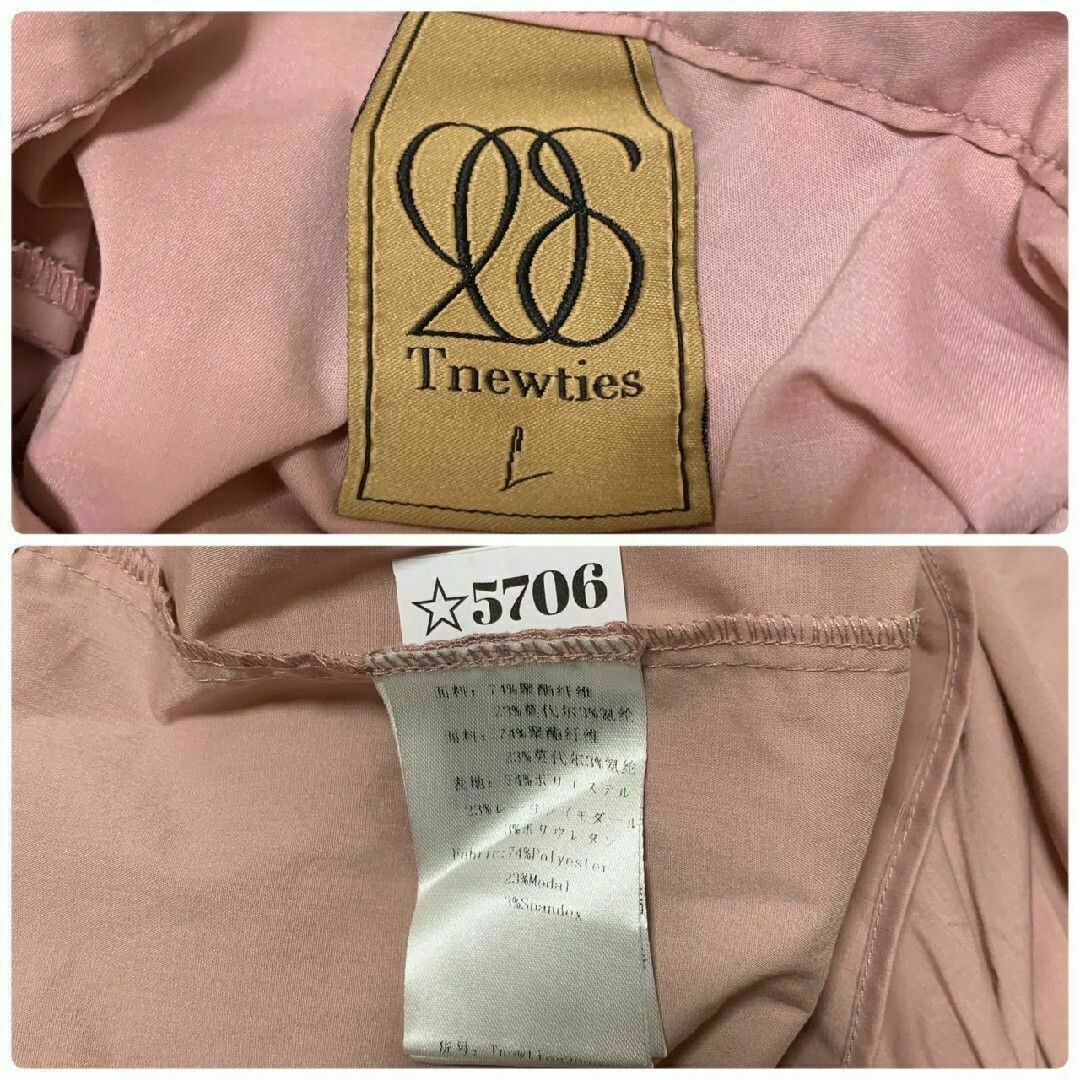 Tnewties
L
☆5706
面料: 74%聚酯纤维
23%莫代尔3%氨纶
面料: 74%聚酯纤维
23%莫代尔3%氨纶
表地: 74%ポリエステル
23%レーヨン(モダール
3%ポリウレタン
Fabric:74%Polyester
23%Modal
3%Spandex